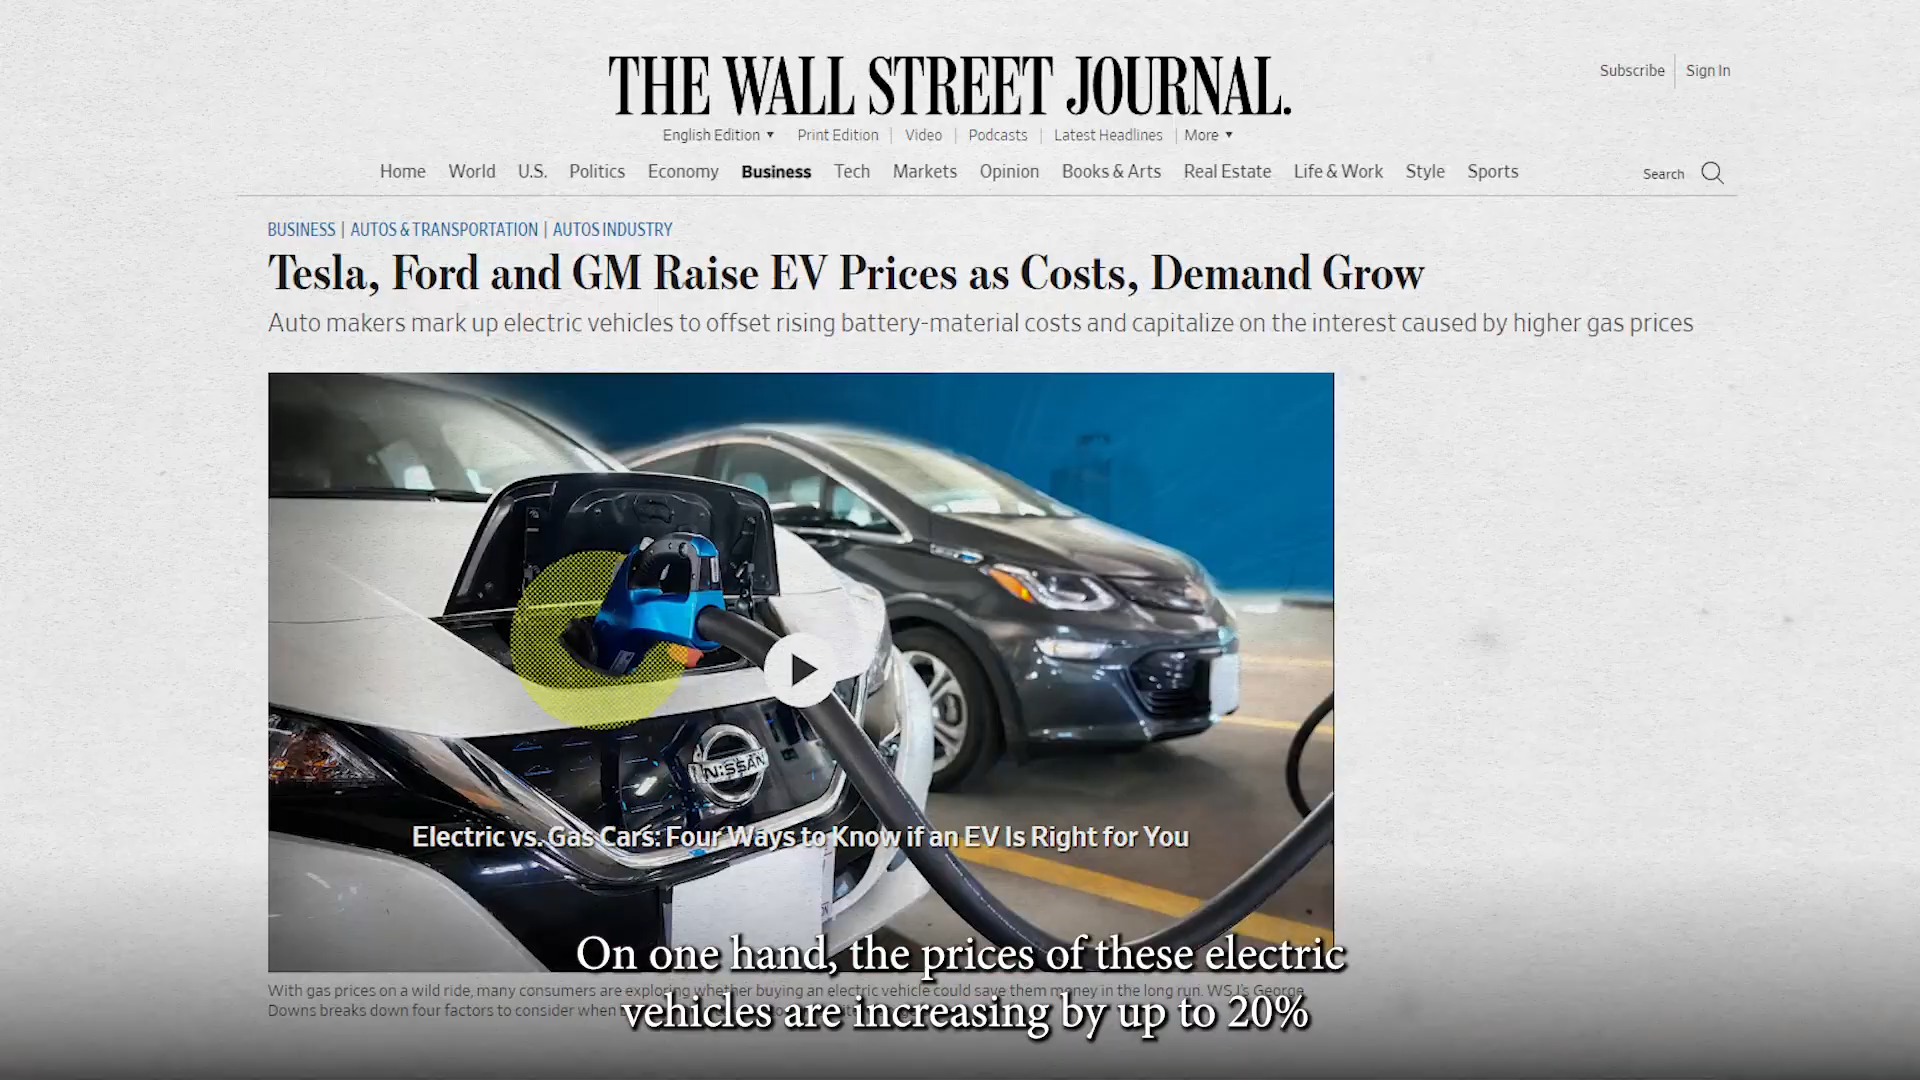 THE WALL STREET JOURNAL.
Subscribe Sign In
English Edition Print Edition Video Podcasts Latest Headlines More
Home World U.S. Politics Economy Business Tech Markets Opinion Books & Arts Real Estate Life & Work Style Sports
Search
BUSINESS | AUTOS & TRANSPORTATION | AUTOS INDUSTRY
Tesla, Ford and GM Raise EV Prices as Costs, Demand Grow
Auto makers mark up electric vehicles to offset rising battery-material costs and capitalize on the interest caused by higher gas prices
NISSAN
Electric vs. Gas Cars: Four Ways to Know if an EV Is Right for You
On one hand, the prices of these electric
vehicles are increasing by up to 20%
With gas prices on a wild ride, many consumers are exploring whether buying an electric vehicle could save them money in the long run. WSJ's George
Downs breaks down four factors to consider when